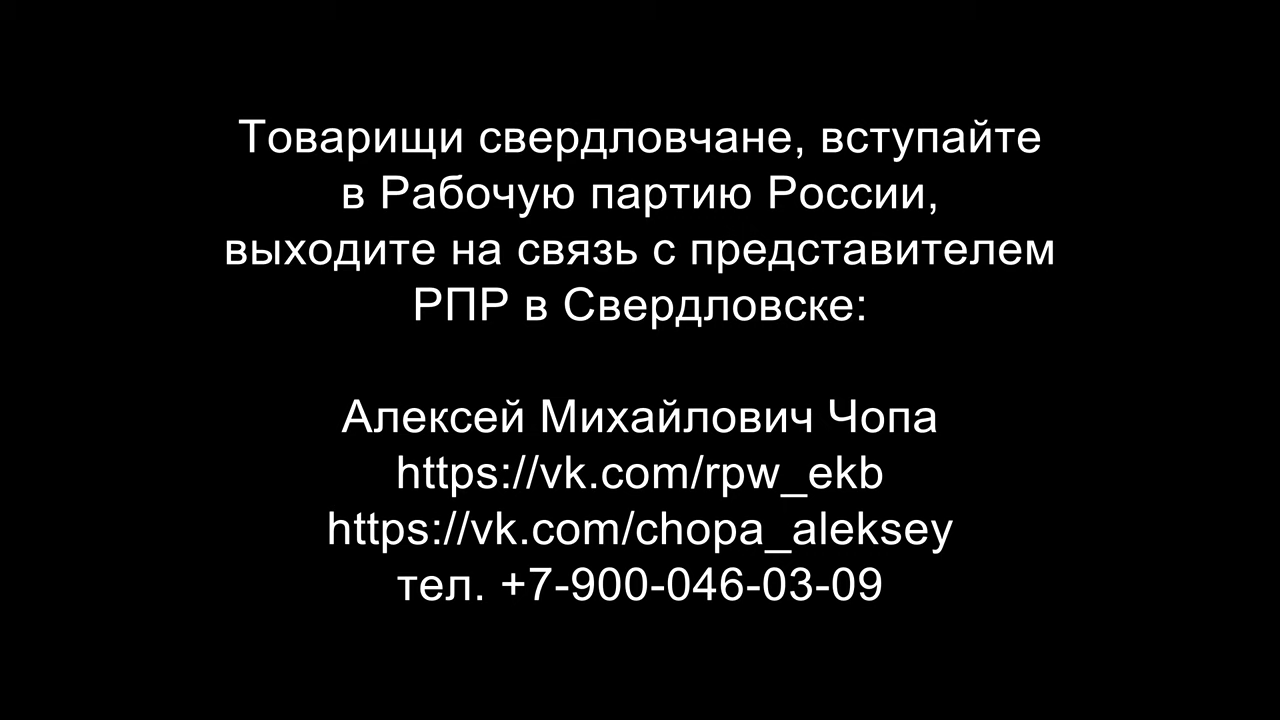 Товарищи свердловчане, вступайте
в Рабочую партию России,
выходите на связь с представителем
РПР в Свердловске:
Алексей Михайлович Чопа
https://vk.com/rpw_ekb
https://vk.com/chopa_aleksey
тел. +7-900-046-03-09